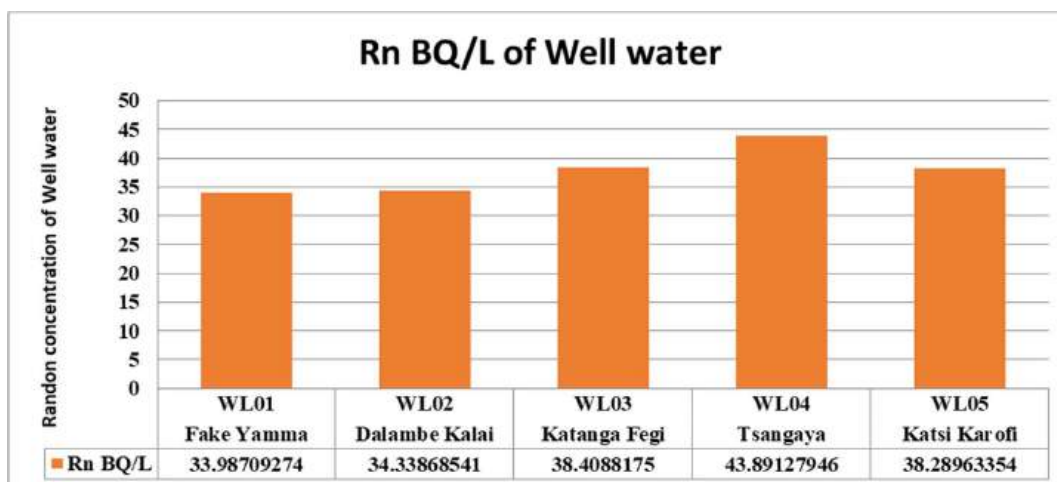 Rn BQ/L of Well water
Randon concentration of Well water
50
45
40
35
30
25
20
15
10
5
0
WL01 WL02 WL03 WL04 WL05
Fake Yamma Dalambe Kalai Katanga Fegi Tsangaya Katsi Karofi
Rn BQ/L 33.98709274 34.33868541 38.4088175 43.89127946 38.28963354